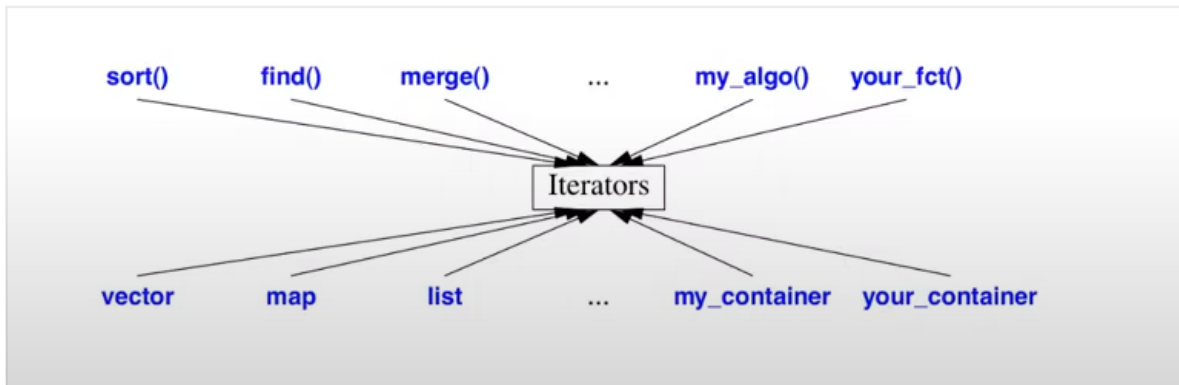 sort() find() merge() ... my_algo() your_fct()
Iterators
vector map list ... my_container your_container